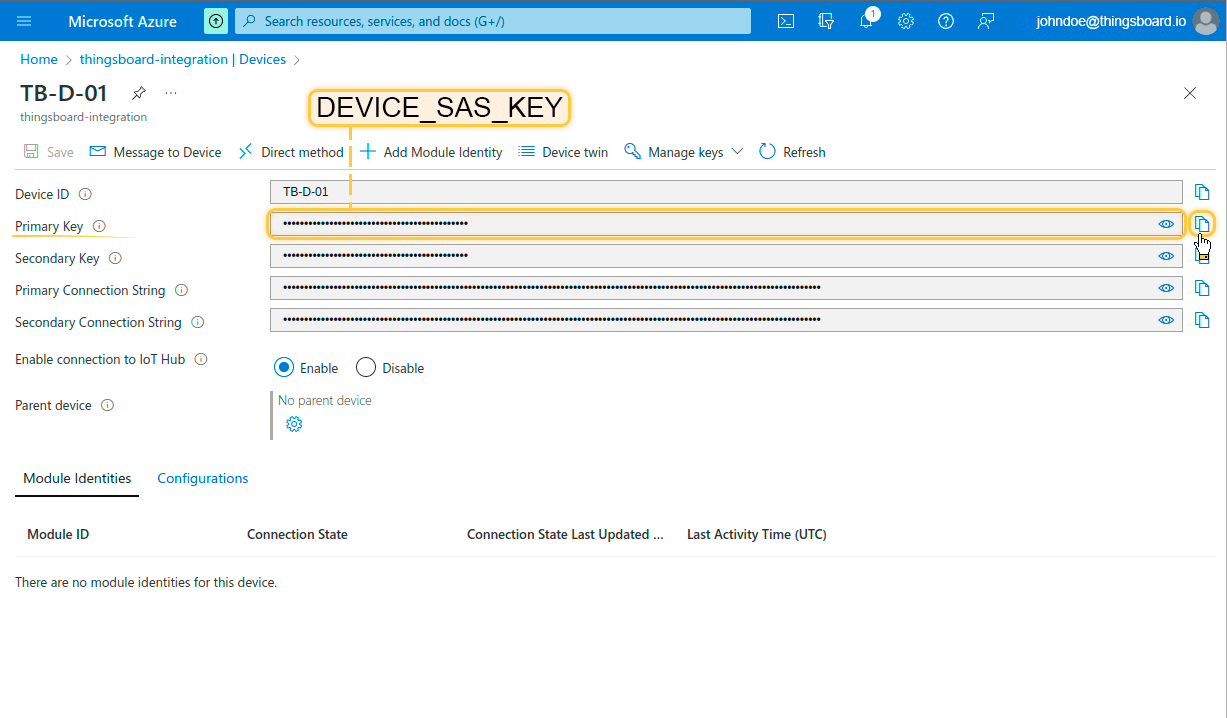 Microsoft Azure
Search resources, services, and docs (G+/)
1
johndoe@thingsboard.io
Home > thingsboard-integration | Devices >
TB-D-01
...
thingsboard-integration
DEVICE_SAS_KEY
Save
Message to Device
Direct method
Add Module Identity
Device twin
Manage keys
Refresh
Device ID
TB-D-01
Primary Key
••••••••••••••••••••••••••••••••••••••••••••
Secondary Key
••••••••••••••••••••••••••••••••••••••••••••
Primary Connection String
Secondary Connection String
Enable connection to IoT Hub
Enable
Disable
Parent device
No parent device
Module Identities
Configurations
Module ID
Connection State
Connection State Last Updated ...
Last Activity Time (UTC)
There are no module identities for this device.